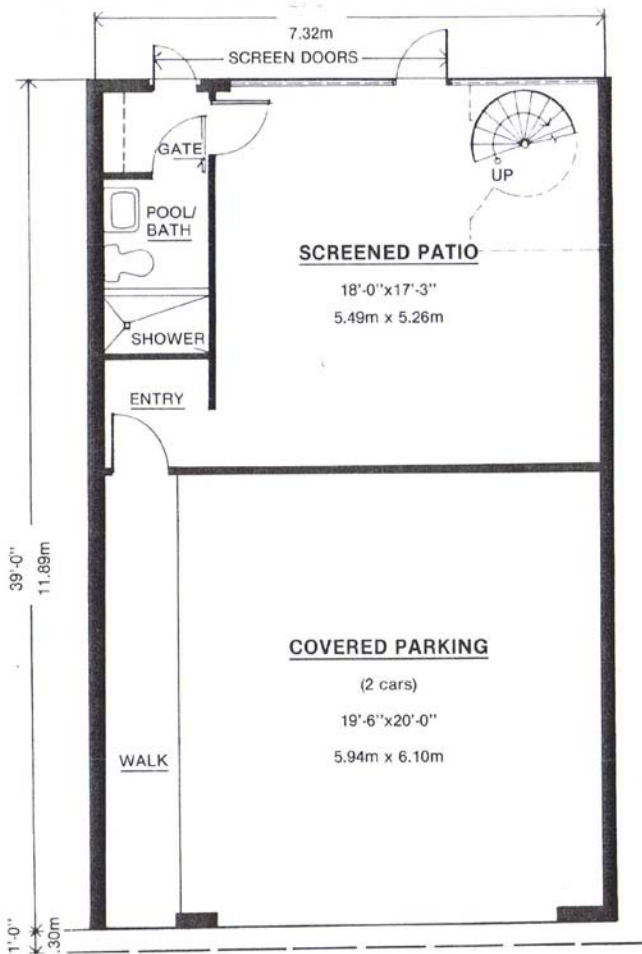 7.32m
SCREEN DOORS
GATE
UP
POOL/
BATH
SCREENED PATIO
18'-0"x17'-3"
5.49m x 5.26m
SHOWER
ENTRY
39'-0"
11.89m
COVERED PARKING
(2 cars)
19'-6"x20'-0"
5.94m x 6.10m
WALK
1'-0"
.30m